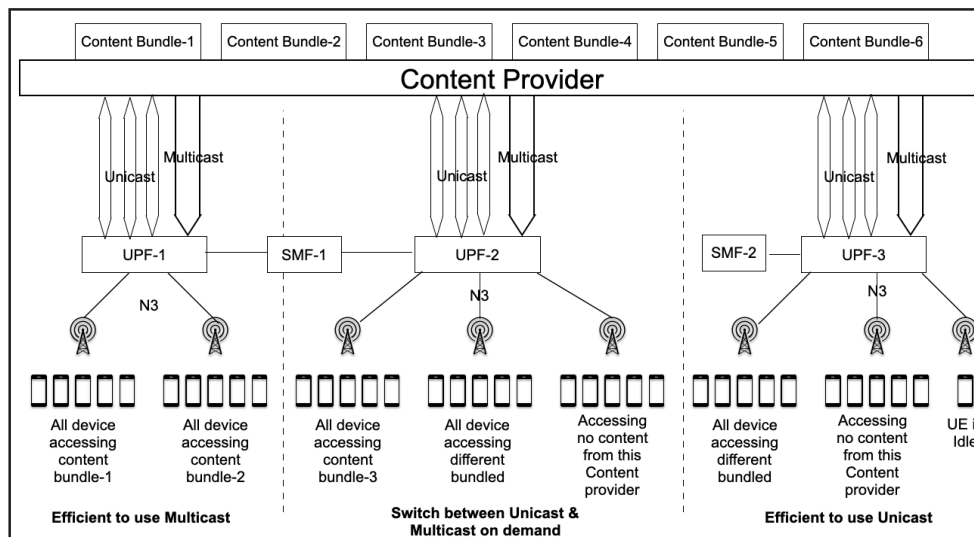 Content Bundle-1
Content Bundle-2
Content Bundle-3
Content Bundle-4
Content Bundle-5
Content Bundle-6
Content Provider
Unicast
Multicast
Unicast
Multicast
Unicast
Multicast
UPF-1
SMF-1
UPF-2
SMF-2
UPF-3
N3
N3
N3
All device
accessing
content
bundle-1
All device
accessing
content
bundle-2
All device
accessing
content
bundle-3
All device
accessing
different
bundled
Accessing
no content
from this
Content
provider
All device
accessing
different
bundled
Accessing
no content
from this
Content
provider
UE i
Idle
Efficient to use Multicast
Switch between Unicast &
Multicast on demand
Efficient to use Unicast